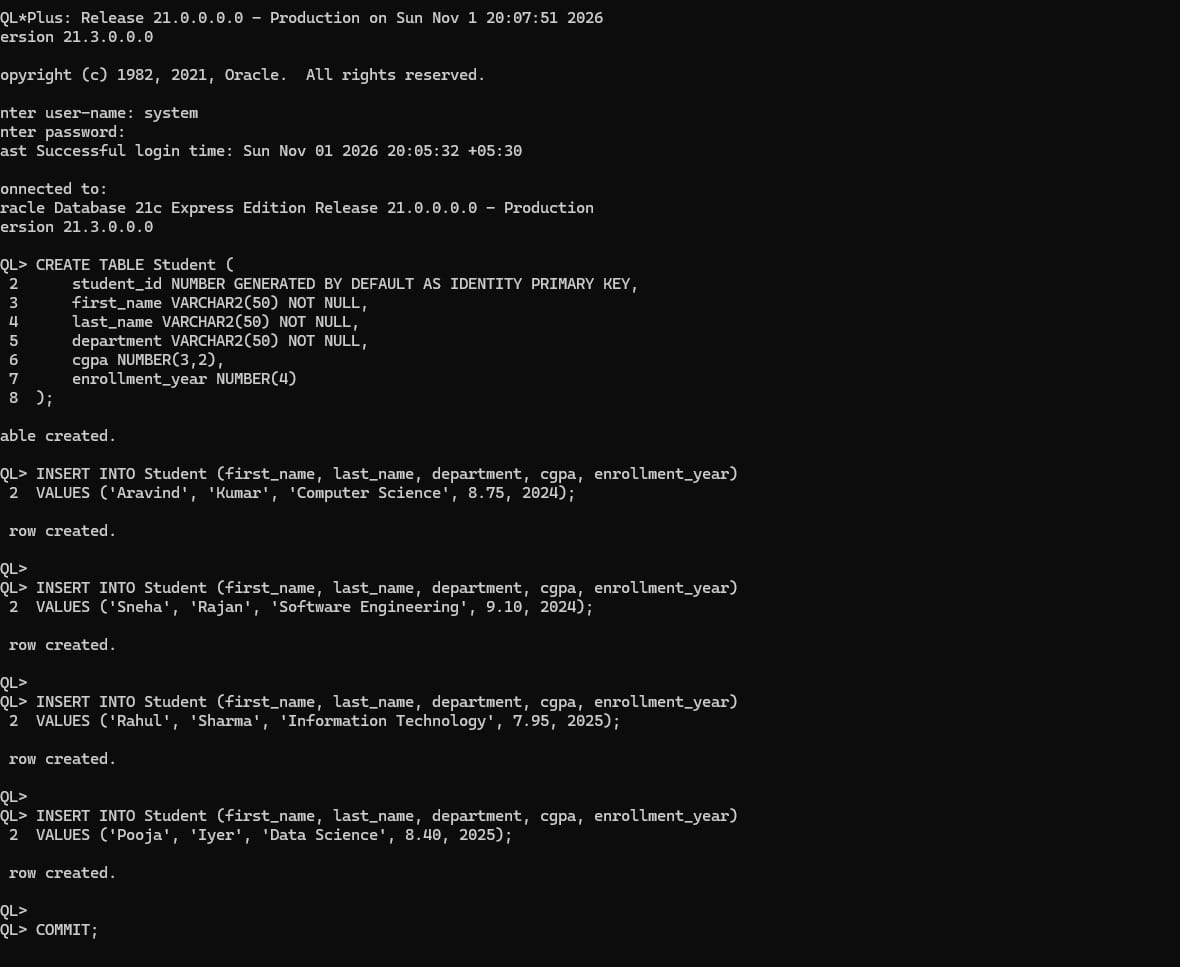 QL*Plus: Release 21.0.0.0.0 - Production on Sun Nov 1 20:07:51 2026
ersion 21.3.0.0.0
opyright (c) 1982, 2021, Oracle.  All rights reserved.
nter user-name: system
nter password:
ast Successful login time: Sun Nov 01 2026 20:05:32 +05:30
onnected to:
racle Database 21c Express Edition Release 21.0.0.0.0 - Production
ersion 21.3.0.0.0
QL> CREATE TABLE Student (
 2      student_id NUMBER GENERATED BY DEFAULT AS IDENTITY PRIMARY KEY,
 3      first_name VARCHAR2(50) NOT NULL,
 4      last_name VARCHAR2(50) NOT NULL,
 5      department VARCHAR2(50) NOT NULL,
 6      cgpa NUMBER(3,2),
 7      enrollment_year NUMBER(4)
 8  );
able created.
QL> INSERT INTO Student (first_name, last_name, department, cgpa, enrollment_year)
 2  VALUES ('Aravind', 'Kumar', 'Computer Science', 8.75, 2024);
 row created.
QL>
QL> INSERT INTO Student (first_name, last_name, department, cgpa, enrollment_year)
 2  VALUES ('Sneha', 'Rajan', 'Software Engineering', 9.10, 2024);
 row created.
QL>
QL> INSERT INTO Student (first_name, last_name, department, cgpa, enrollment_year)
 2  VALUES ('Rahul', 'Sharma', 'Information Technology', 7.95, 2025);
 row created.
QL>
QL> INSERT INTO Student (first_name, last_name, department, cgpa, enrollment_year)
 2  VALUES ('Pooja', 'Iyer', 'Data Science', 8.40, 2025);
 row created.
QL>
QL> COMMIT;